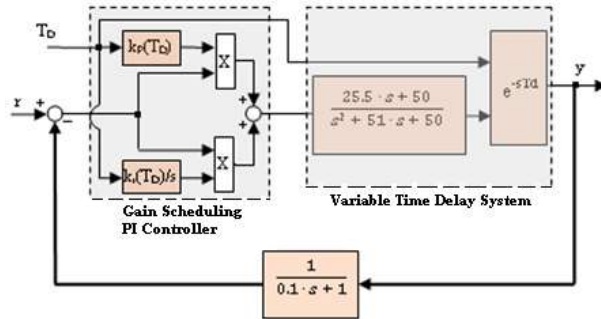 T_D
k_P(T_D)
X
r
+
−
+
+
25.5 · s + 50
s² + 51 · s + 50
e^-sTd
y
k_i(T_D)/s
X
Gain Scheduling
PI Controller
Variable Time Delay System
1
0.1 · s + 1